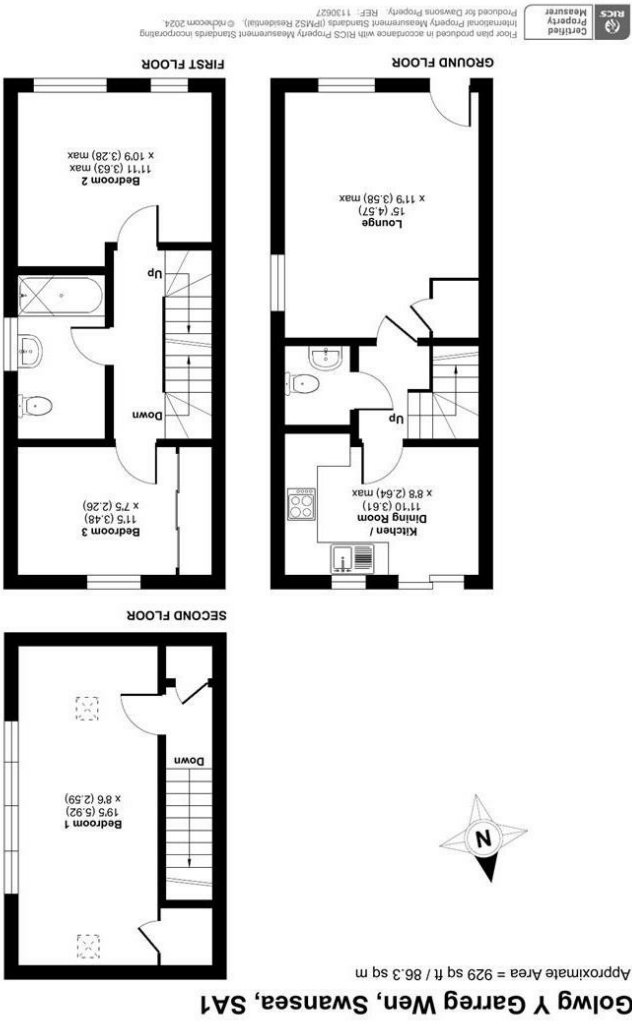 Golwg Y Garreg Wen, Swansea, SA1
Approximate Area = 929 sq ft / 86.3 sq m
N
Bedroom 1
19'5 (5.92)
x 8'6 (2.59)
Down
SECOND FLOOR
Kitchen /
Dining Room
11'10 (3.61)
x 8'8 (2.64) max
Up
Lounge
15' (4.57)
x 11'9 (3.58) max
GROUND FLOOR
Bedroom 3
11'5 (3.48)
x 7'5 (2.26)
Down
Up
Bedroom 2
11'11 (3.63) max
x 10'9 (3.28) max
FIRST FLOOR
Certified
Property
Measurer
RICS
Floor plan produced in accordance with RICS Property Measurement Standards incorporating
International Property Measurement Standards (IPMS2 Residential). © nichecom 2024.
Produced for Dawsons Property. REF: 1130627